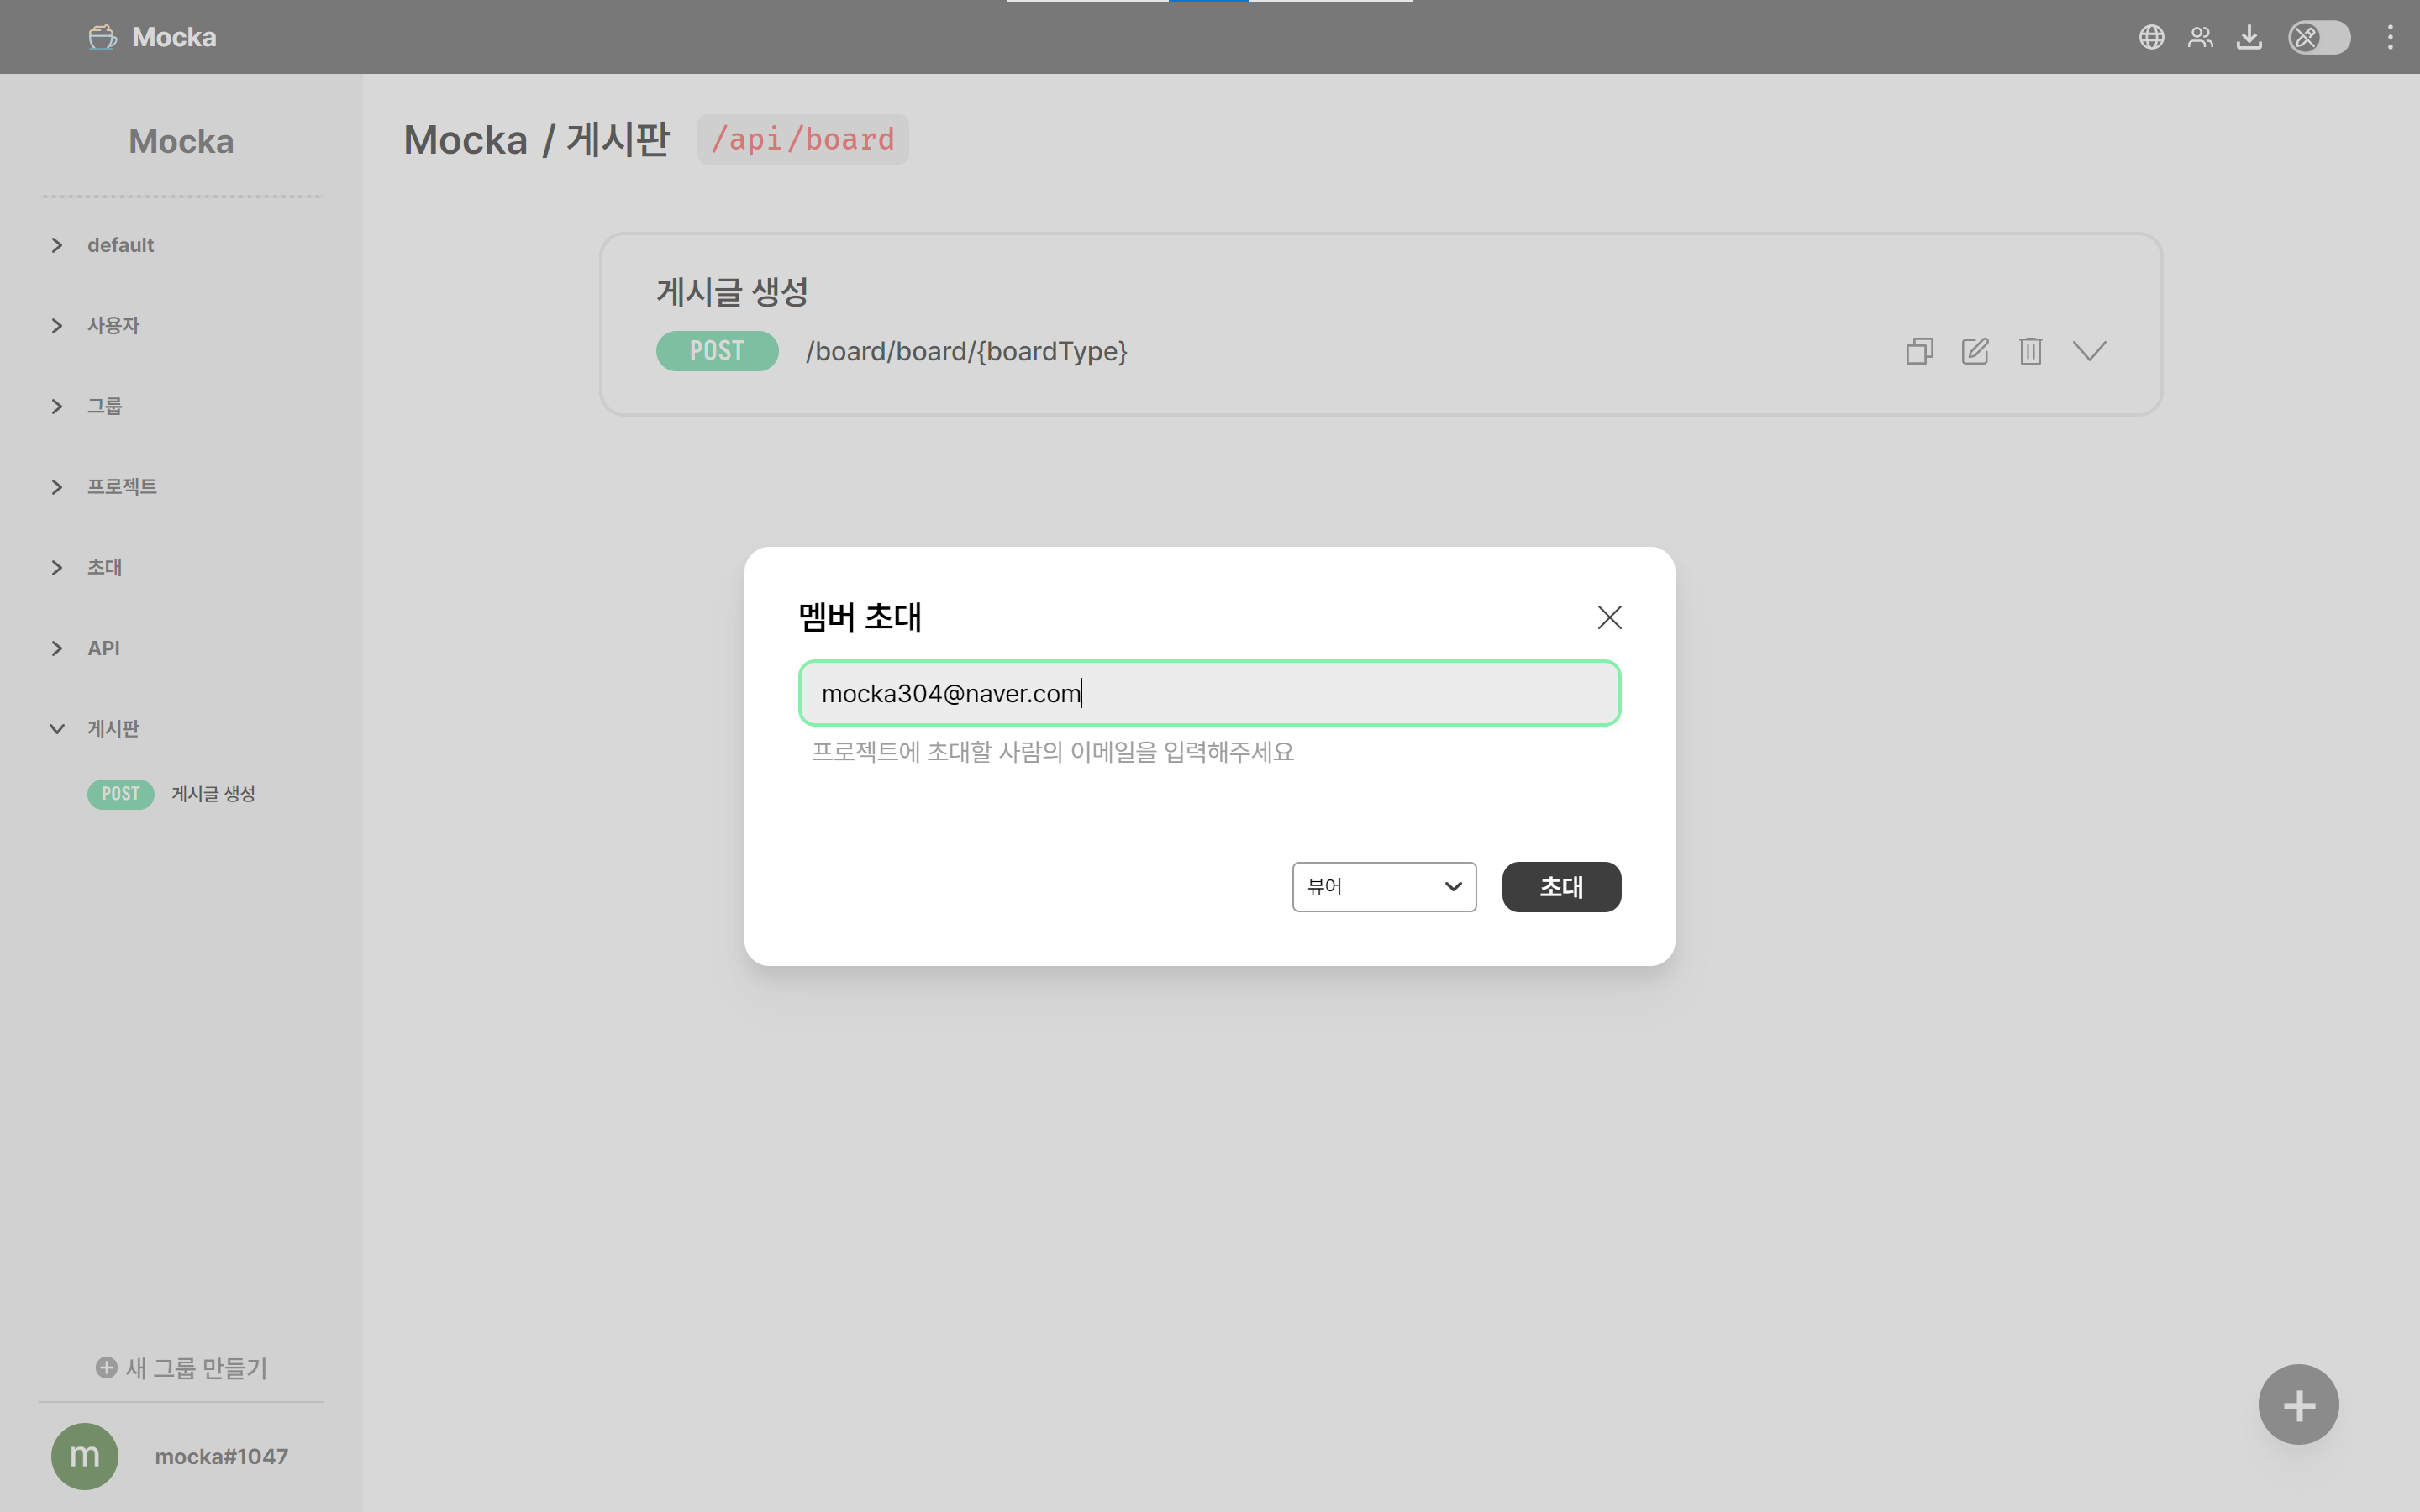 Mocka
Mocka
default
사용자
그룹
프로젝트
초대
API
게시판
POST 게시글 생성
새 그룹 만들기
m
mocka#1047
Mocka / 게시판 /api/board
게시글 생성
POST /board/board/{boardType}
멤버 초대
mocka304@naver.com
프로젝트에 초대할 사람의 이메일을 입력해주세요
뷰어
초대